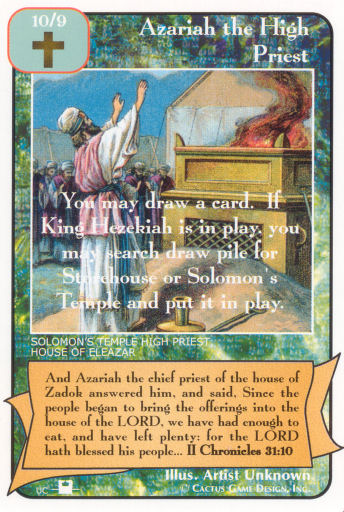 10/9
Azariah the High
Priest
You may draw a card. If
King Hezekiah is in play, you
may search draw pile for
Storehouse or Solomon's
Temple and put it in play.
SOLOMON'S TEMPLE HIGH PRIEST
HOUSE OF ELEAZAR
And Azariah the chief priest of the house of
Zadok answered him, and said, Since the
people began to bring the offerings into the
house of the LORD, we have had enough to
eat, and have left plenty: for the LORD
hath blessed his people... II Chronicles 31:10
Illus. Artist Unknown.
UC
© CACTUS GAME DESIGN, INC.